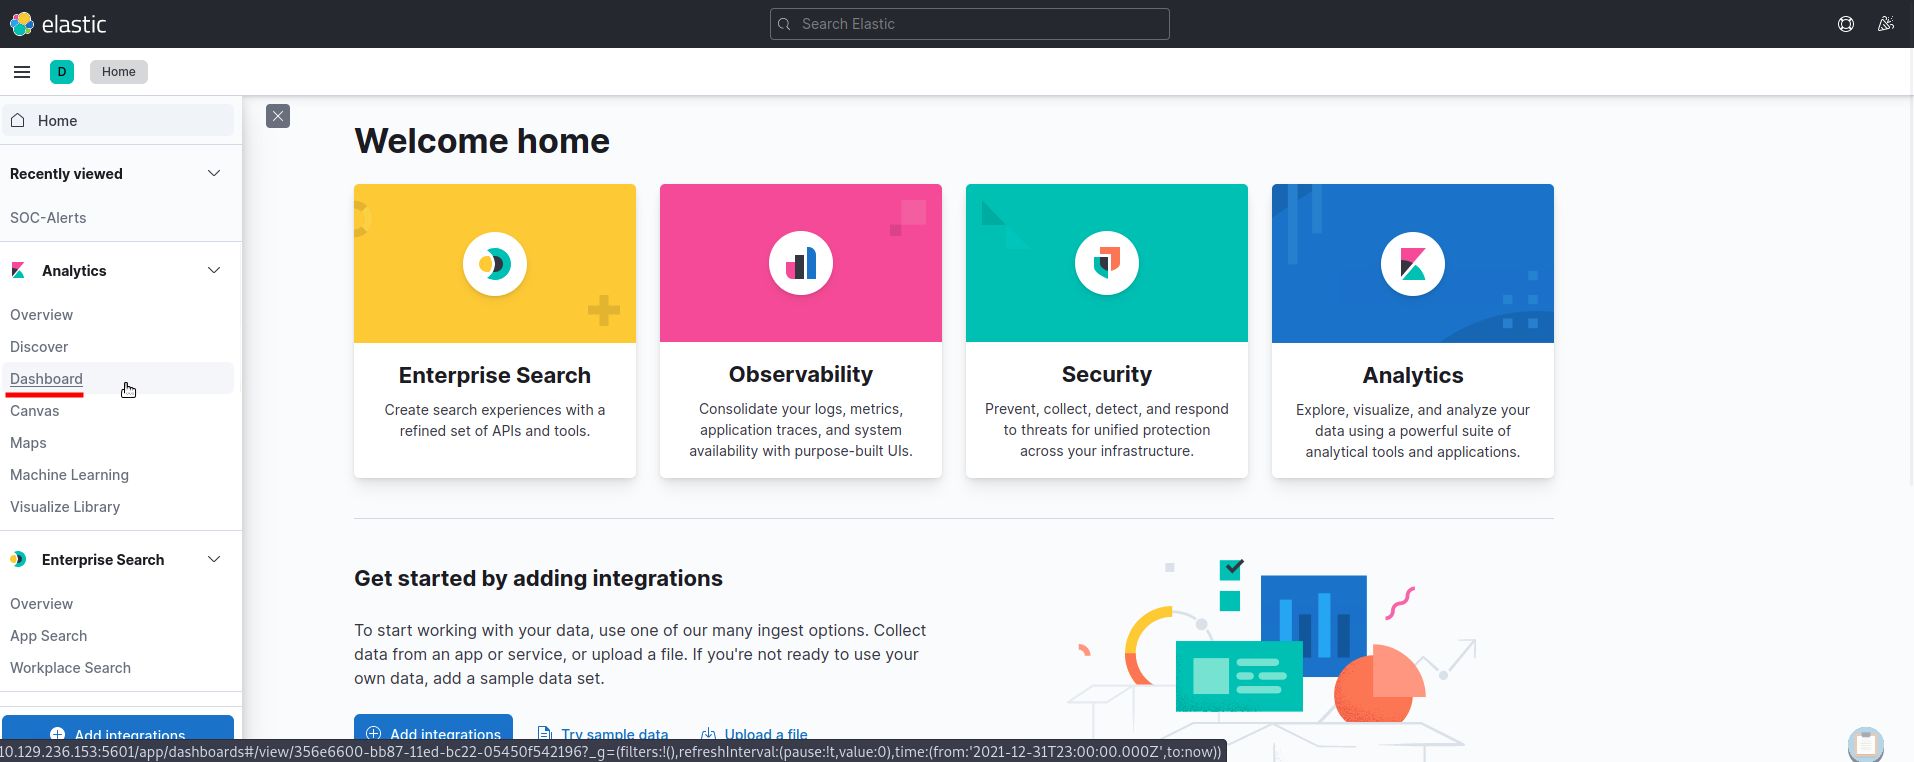 elastic
Search Elastic
D
Home
Home
Recently viewed
SOC-Alerts
Analytics
Overview
Discover
Dashboard
Canvas
Maps
Machine Learning
Visualize Library
Enterprise Search
Overview
App Search
Workplace Search
Add integrations
Welcome home
Enterprise Search
Create search experiences with a
refined set of APIs and tools.
Observability
Consolidate your logs, metrics,
application traces, and system
availability with purpose-built UIs.
Security
Prevent, collect, detect, and respond
to threats for unified protection
across your infrastructure.
Analytics
Explore, visualize, and analyze your
data using a powerful suite of
analytical tools and applications.
Get started by adding integrations
To start working with your data, use one of our many ingest options. Collect
data from an app or service, or upload a file. If you're not ready to use your
own data, add a sample data set.
Add integrations
Try sample data
Upload a file
10.129.236.153:5601/app/dashboards#/view/356e6600-bb87-11ed-bc22-05450f542196?_g=(filters:!(),refreshInterval:(pause:!t,value:0),time:(from:'2021-12-31T23:00:00.000Z',to:now))